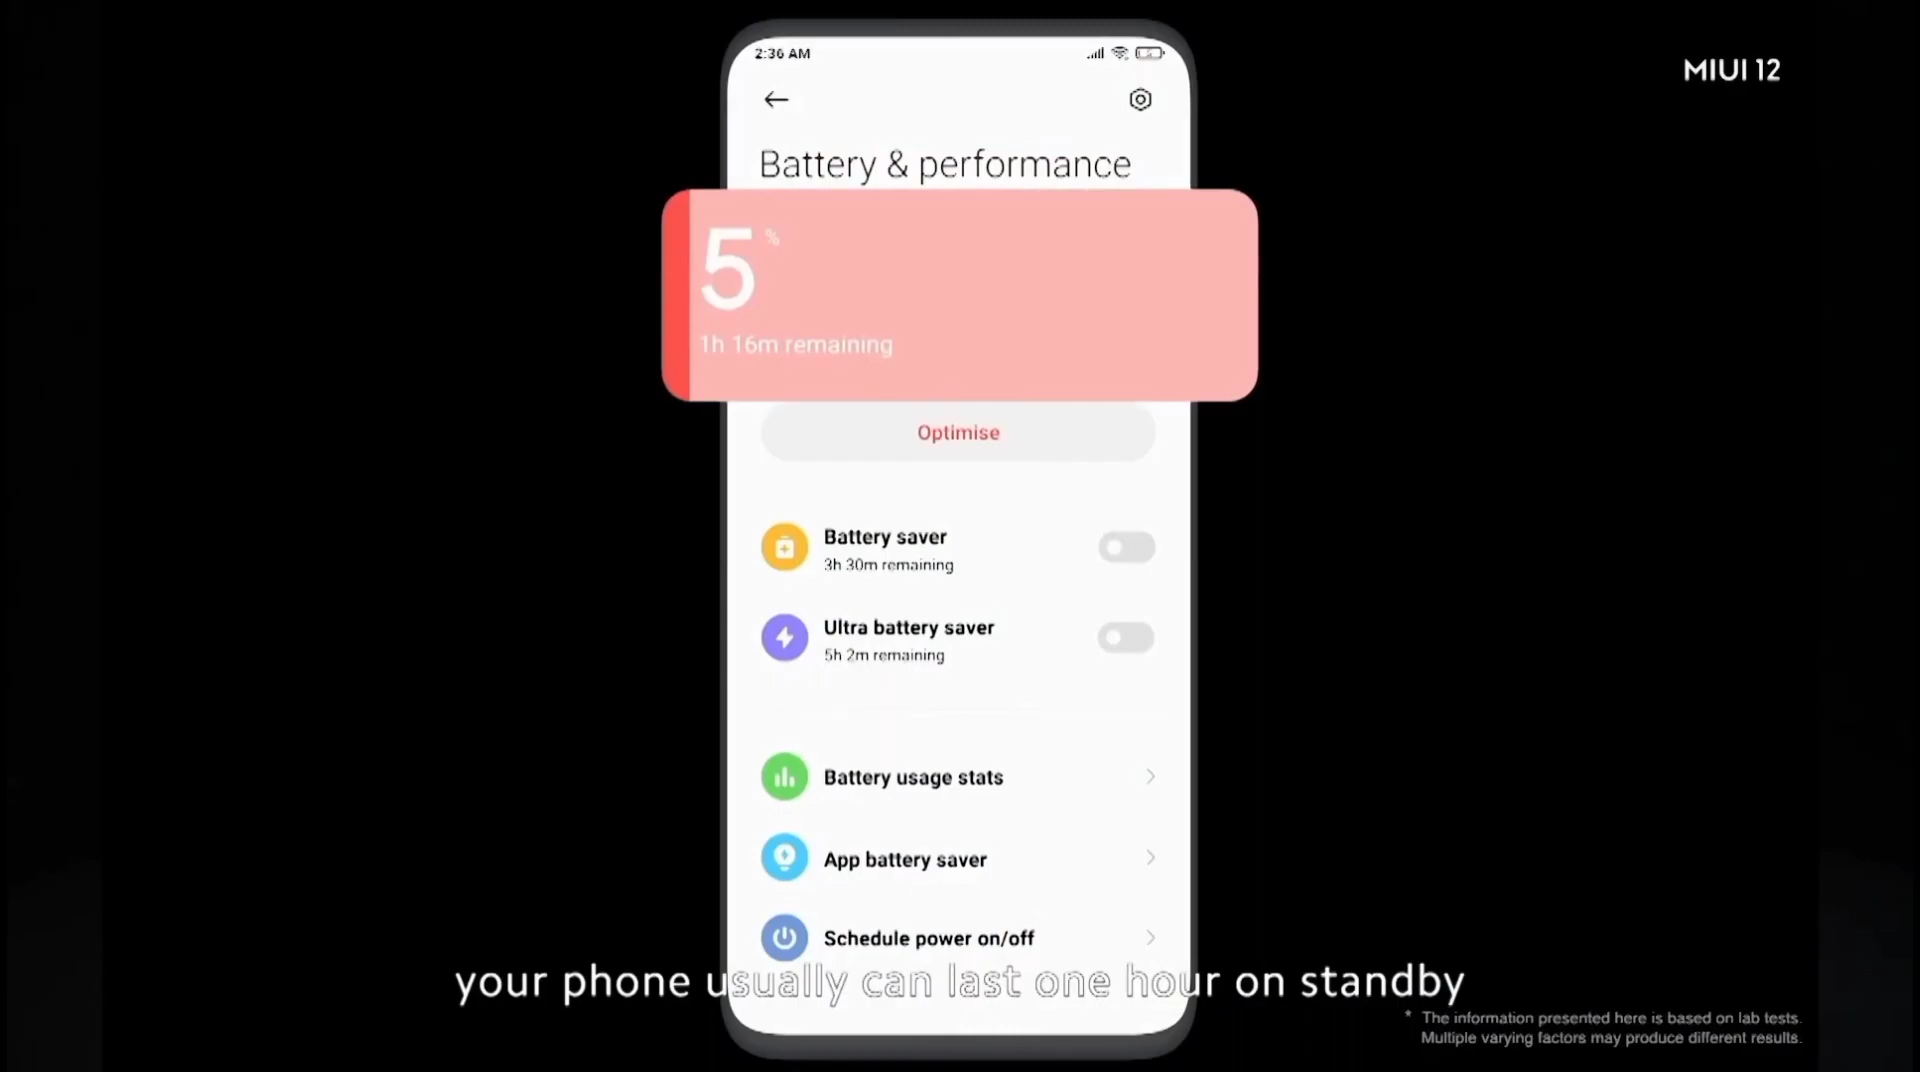 2:36 AM
MIUI 12
Battery & performance
5 %
1h 16m remaining
Optimise
Battery saver
3h 30m remaining
Ultra battery saver
5h 2m remaining
Battery usage stats
App battery saver
Schedule power on/off
your phone usually can last one hour on standby
* The information presented here is based on lab tests.
Multiple varying factors may produce different results.